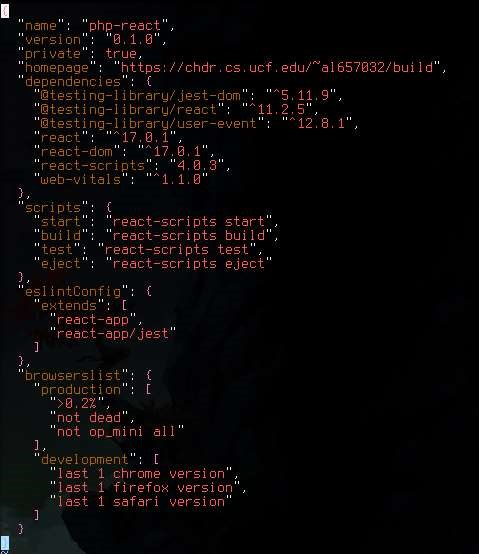 {
  "name": "php-react",
  "version": "0.1.0",
  "private": true,
  "homepage": "https://chdr.cs.ucf.edu/~al657032/build",
  "dependencies": {
    "@testing-library/jest-dom": "^5.11.9",
    "@testing-library/react": "^11.2.5",
    "@testing-library/user-event": "^12.8.1",
    "react": "^17.0.1",
    "react-dom": "^17.0.1",
    "react-scripts": "4.0.3",
    "web-vitals": "^1.1.0"
  },
  "scripts": {
    "start": "react-scripts start",
    "build": "react-scripts build",
    "test": "react-scripts test",
    "eject": "react-scripts eject"
  },
  "eslintConfig": {
    "extends": [
      "react-app",
      "react-app/jest"
    ]
  },
  "browserslist": {
    "production": [
      ">0.2%",
      "not dead",
      "not op_mini all"
    ],
    "development": [
      "last 1 chrome version",
      "last 1 firefox version",
      "last 1 safari version"
    ]
  }
}